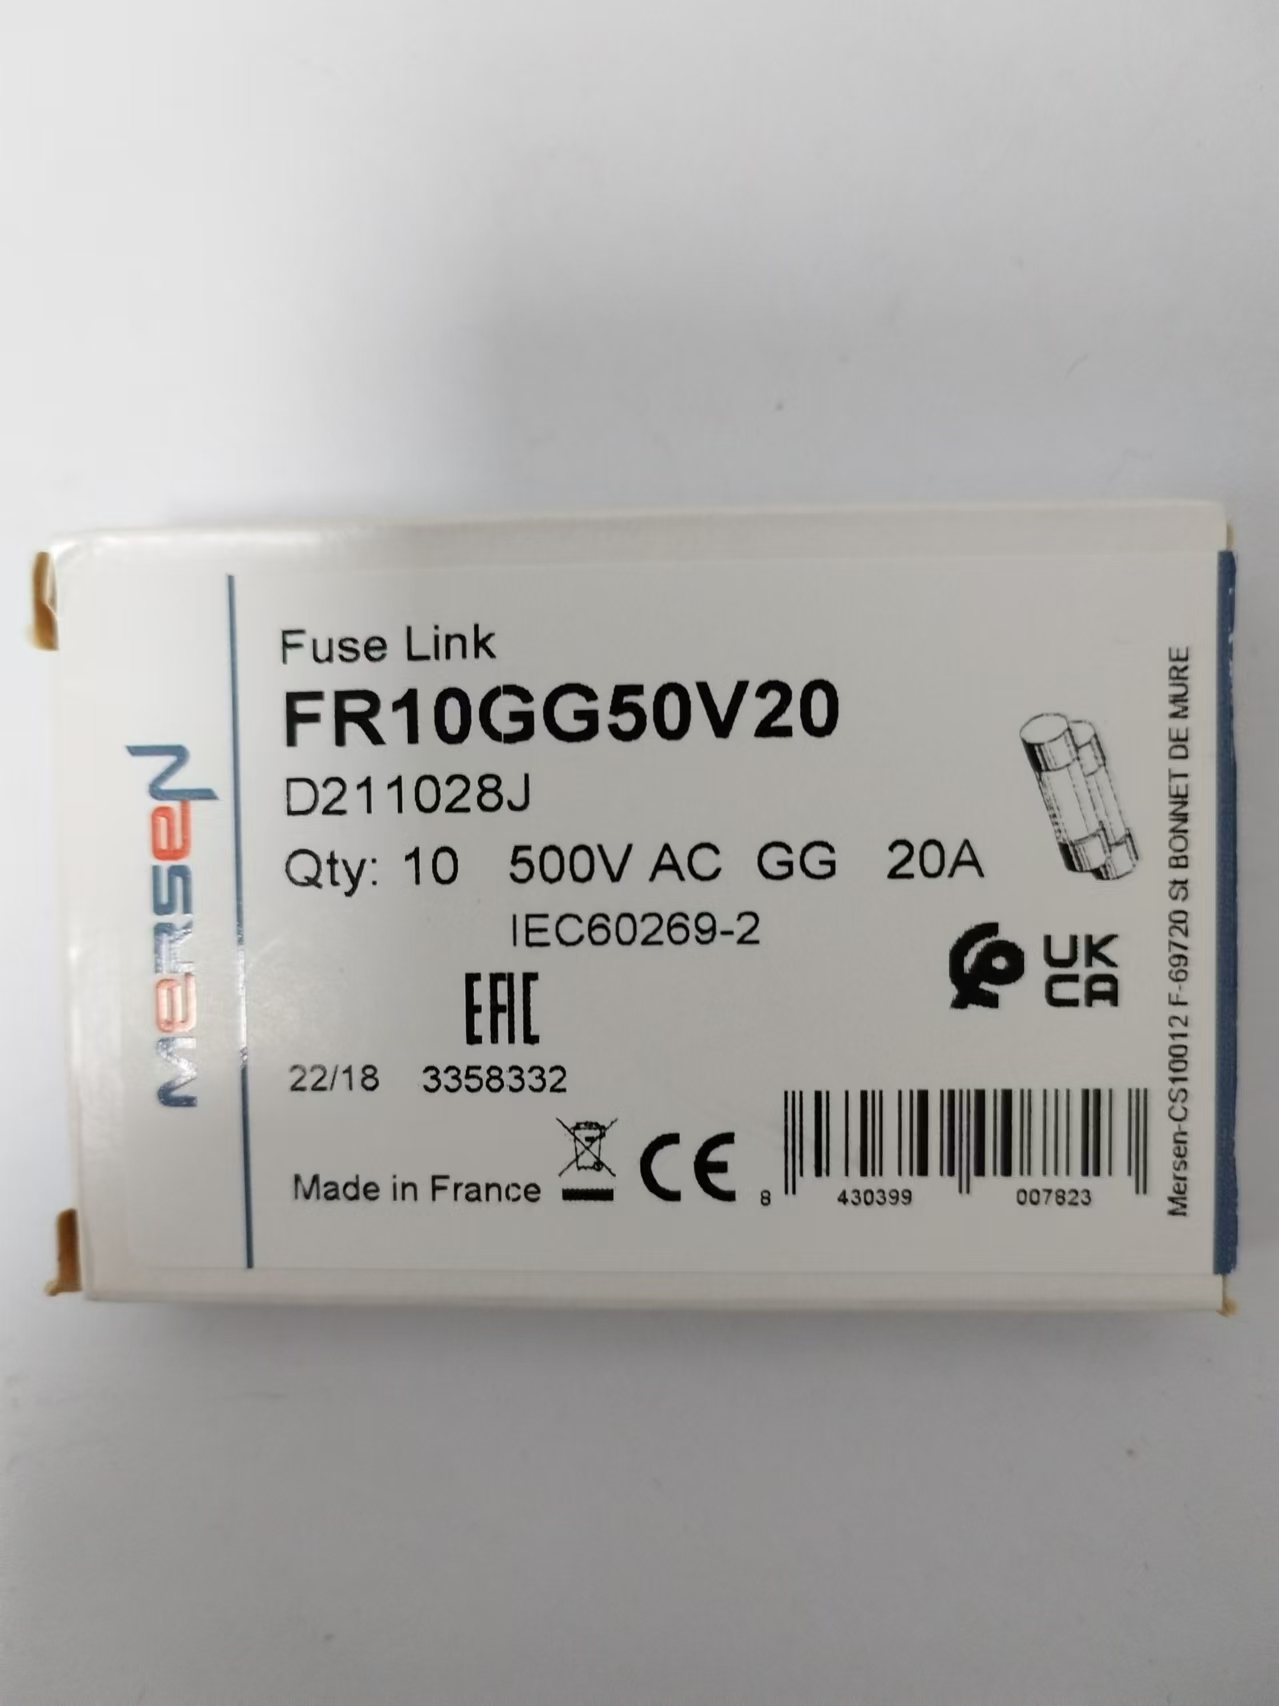 mersen
Fuse Link
FR10GG50V20
D211028J
Qty: 10 500V AC GG 20A
IEC60269-2
EAC
UK
CA
22/18 3358332
Made in France
CE
8 430399 007823
Mersen-CS10012 F-69720 St BONNET DE MURE